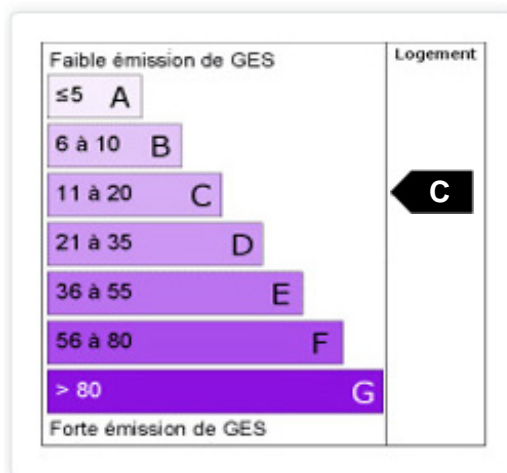 Faible émission de GES
Logement
≤5 A
6 à 10 B
11 à 20 C
C
21 à 35 D
36 à 55 E
56 à 80 F
> 80 G
Forte émission de GES